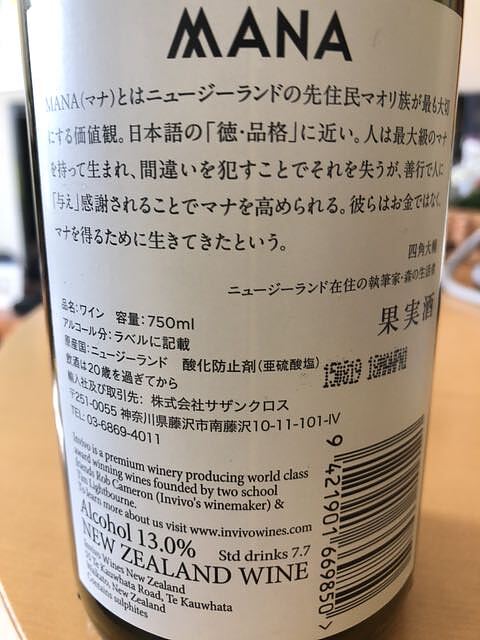 MANA
MANA(マナ)とはニュージーランドの先住民マオリ族が最も大切
にする価値観。日本語の「徳・品格」に近い。人は最大級のマナ
を持って生まれ、間違いを犯すことでそれを失うが、善行で人に
「与え」感謝されることでマナを高められる。彼らはお金ではなく、
マナを得るために生きてきたという。
四角大輔
ニュージーランド在住の執筆家・森の生活者
果実酒
品名:ワイン 容量:750ml
アルコール分:ラベルに記載
原産国:ニュージーランド 酸化防止剤(亜硫酸塩)
飲酒は20歳を過ぎてから
輸入社及び取引先: 株式会社サザンクロス
〒251-0055 神奈川県藤沢市南藤沢10-11-101-Ⅳ
TEL: 03-6869-4011
Invivo is a premium winery producing world class
award winning wines founded by two school
friends Rob Cameron (Invivo's winemaker) &
Tim Lightbourne.
To learn more about us visit www.invivowines.com
Alcohol 13.0% Std drinks 7.7
NEW ZEALAND WINE
Invivo Wines New Zealand
Te Kauwhata Road, Te Kauwhata
Waikato, New Zealand
Contains sulphites
9 421901 669850 >